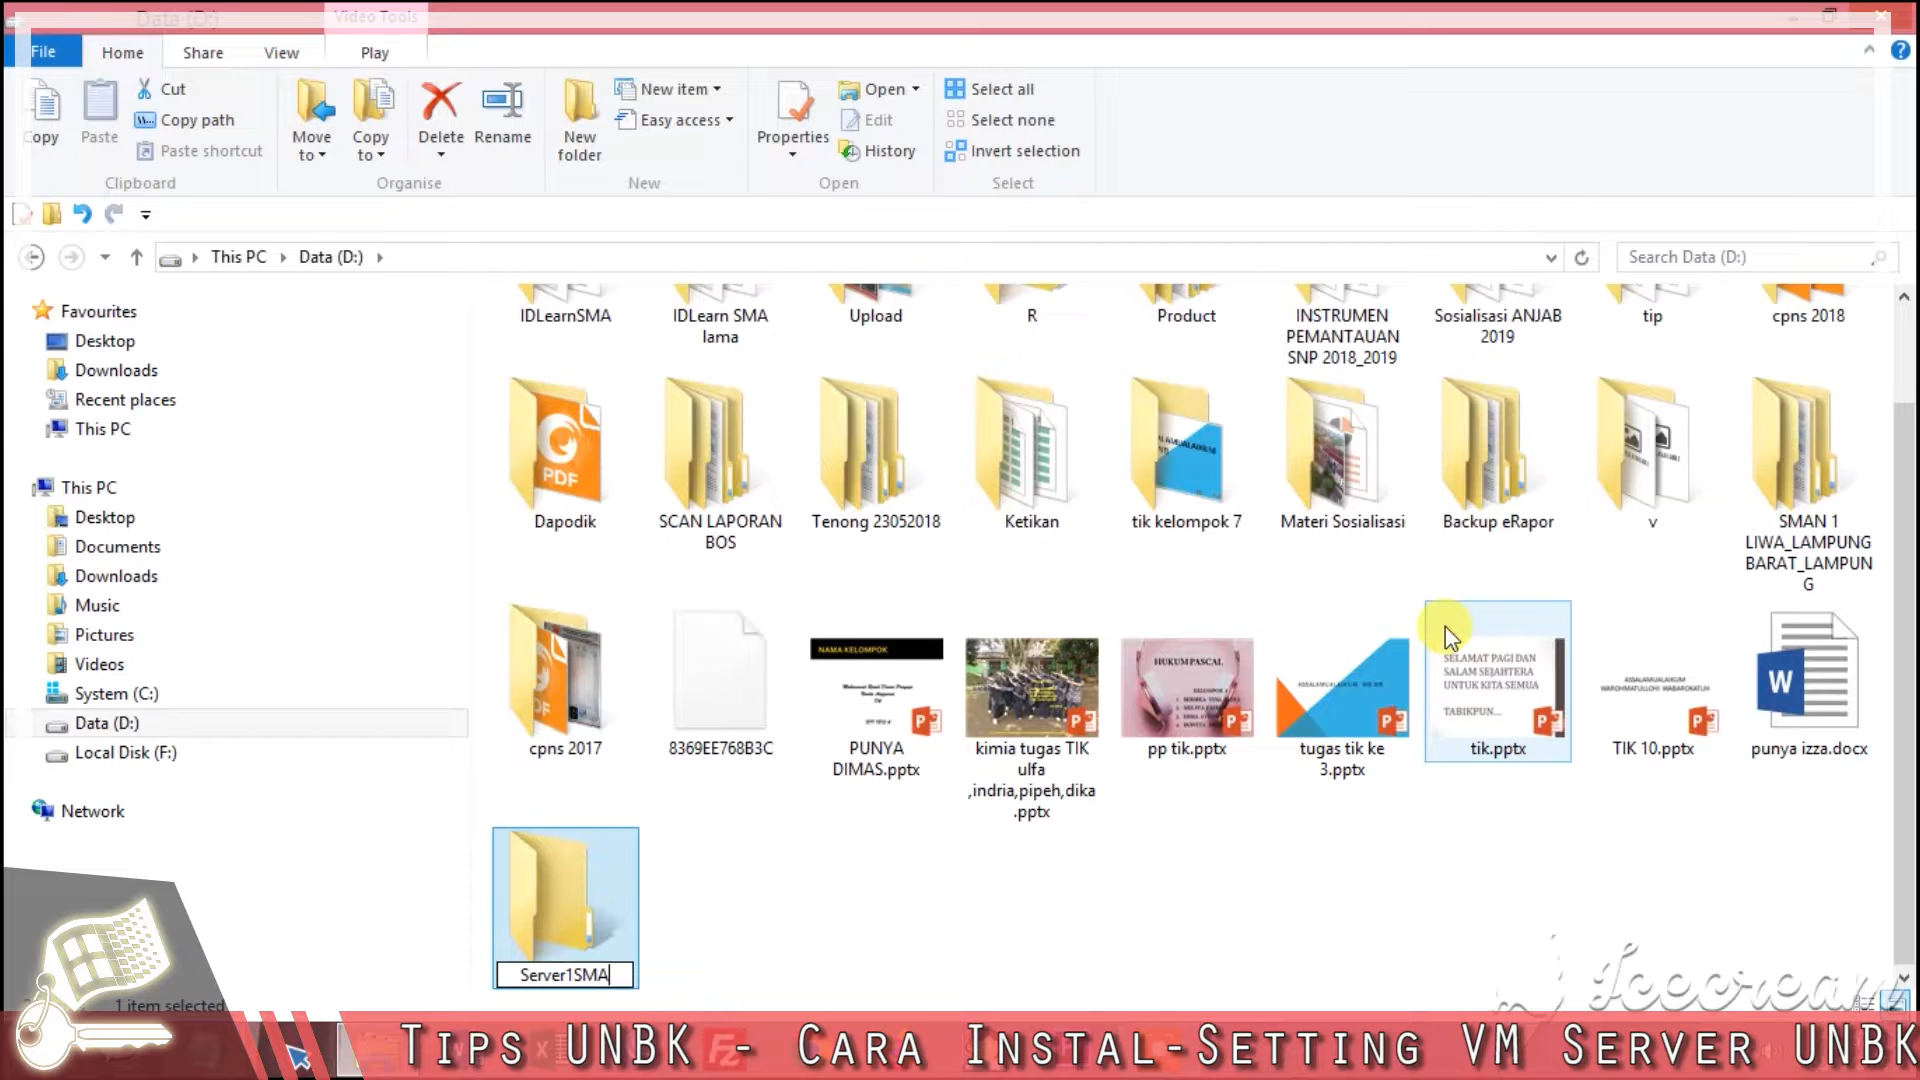 Data (D:)
Video Tools
File
Home
Share
View
Play
Copy
Paste
Cut
Copy path
Paste shortcut
Clipboard
Move
to
Copy
to
Delete
Rename
Organise
New
folder
New item
Easy access
New
Properties
Open
Edit
History
Open
Select all
Select none
Invert selection
Select
This PC
Data (D:)
Search Data (D:)
Favourites
Desktop
Downloads
Recent places
This PC
This PC
Desktop
Documents
Downloads
Music
Pictures
Videos
System (C:)
Data (D:)
Local Disk (F:)
Network
IDLearnSMA
IDLearn SMA
lama
Upload
R
Product
INSTRUMEN
PEMANTAUAN
SNP 2018_2019
Sosialisasi ANJAB
2019
tip
cpns 2018
PDF
Dapodik
SCAN LAPORAN
BOS
Tenong 23052018
Ketikan
tik kelompok 7
Materi Sosialisasi
Backup eRapor
v
SMAN 1
LIWA_LAMPUNG
BARAT_LAMPUN
G
cpns 2017
8369EE768B3C
NAMA KELOMPOK
PUNYA
DIMAS.pptx
kimia tugas TIK
ulfa
,indria,pipeh,dika
.pptx
HUKUM PASCAL
pp tik.pptx
tugas tik ke
3.pptx
SELAMAT PAGI DAN
SALAM SEJAHTERA
UNTUK KITA SEMUA
TABIKPUN...
tik.pptx
ASSALAMUALAIKUM
WAROHMATULLOHI WABAROKATUH
TIK 10.pptx
W
punya izza.docx
Server1SMA
1 item selected
Icecream
Tips UNBK - Cara Instal-Setting VM Server UNBK